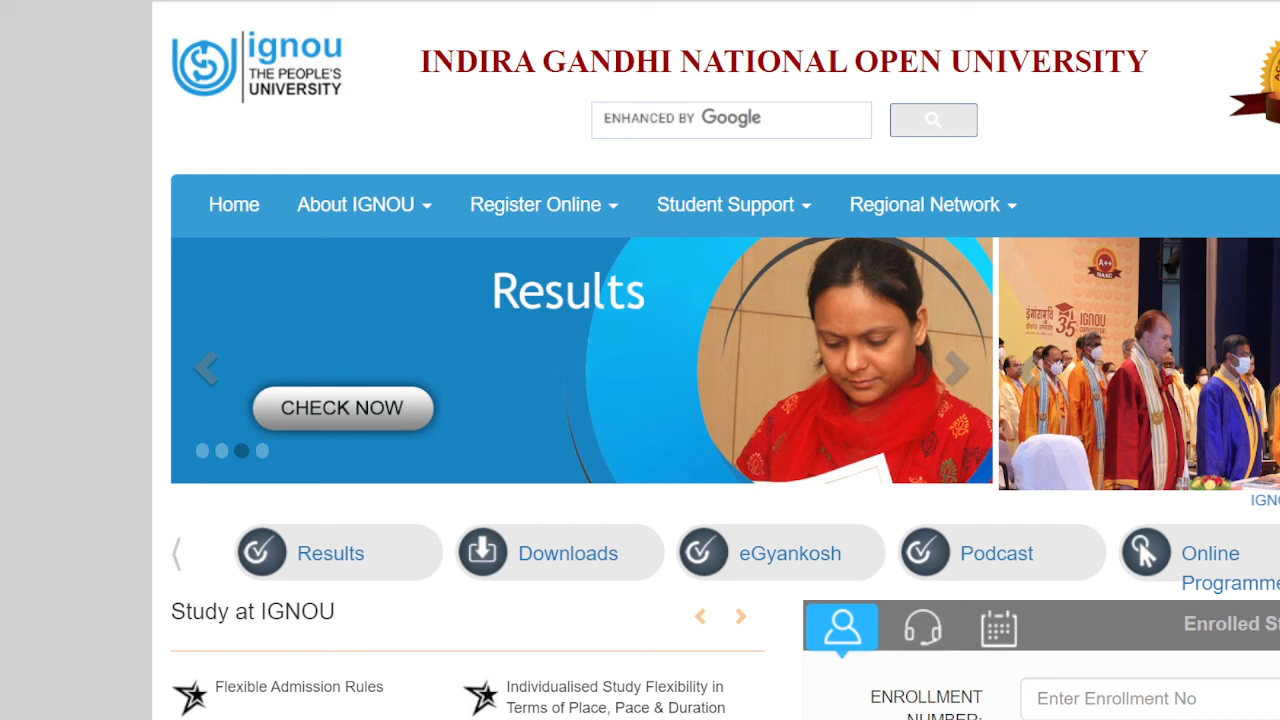 ignou
THE PEOPLE'S
UNIVERSITY
INDIRA GANDHI NATIONAL OPEN UNIVERSITY
ENHANCED BY Google
Home About IGNOU Register Online Student Support Regional Network
Results
CHECK NOW
A++
NAAC
35 IGNOU
IGNO
Results Downloads eGyankosh Podcast Online
Programme
Study at IGNOU
Enrolled St
Flexible Admission Rules
Individualised Study Flexibility in
Terms of Place, Pace & Duration
ENROLLMENT
NUMBER:
Enter Enrollment No